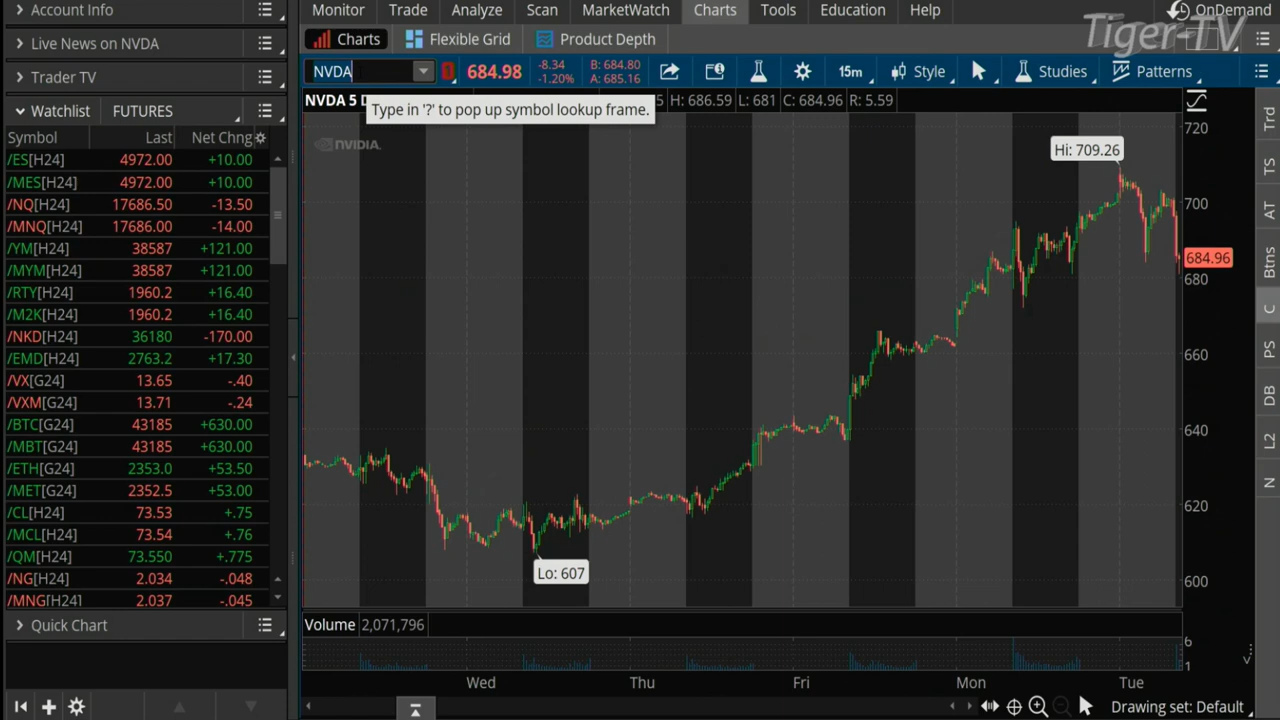 Account Info
Live News on NVDA
Trader TV
Watchlist FUTURES
Symbol Last Net Chng
/ES[H24] 4972.00 +10.00
/MES[H24] 4972.00 +10.00
/NQ[H24] 17686.50 -13.50
/MNQ[H24] 17686.00 -14.00
/YM[H24] 38587 +121.00
/MYM[H24] 38587 +121.00
/RTY[H24] 1960.2 +16.40
/M2K[H24] 1960.2 +16.40
/NKD[H24] 36180 -170.00
/EMD[H24] 2763.2 +17.30
/VX[G24] 13.65 -.40
/VXM[G24] 13.71 -.24
/BTC[G24] 43185 +630.00
/MBT[G24] 43185 +630.00
/ETH[G24] 2353.0 +53.50
/MET[G24] 2352.5 +53.00
/CL[H24] 73.53 +.75
/MCL[H24] 73.54 +.76
/QM[H24] 73.550 +.775
/NG[H24] 2.034 -.048
/MNG[H24] 2.037 -.045
Quick Chart
Monitor Trade Analyze Scan MarketWatch Charts Tools Education Help OnDemand
Tiger-TV
Charts Flexible Grid Product Depth
NVDA 684.98 -8.34 B: 684.80 15m Style Studies Patterns
-1.20% A: 685.16
NVDA 5 D 5 H: 686.59 L: 681 C: 684.96 R: 5.59
Type in '?' to pop up symbol lookup frame.
NVIDIA.
Hi: 709.26
Lo: 607
720
700
684.96
680
660
640
620
600
Volume 2,071,796
6
1
Wed Thu Fri Mon Tue
Drawing set: Default
Trd
TS
AT
Btns
C
PS
DB
L2
N